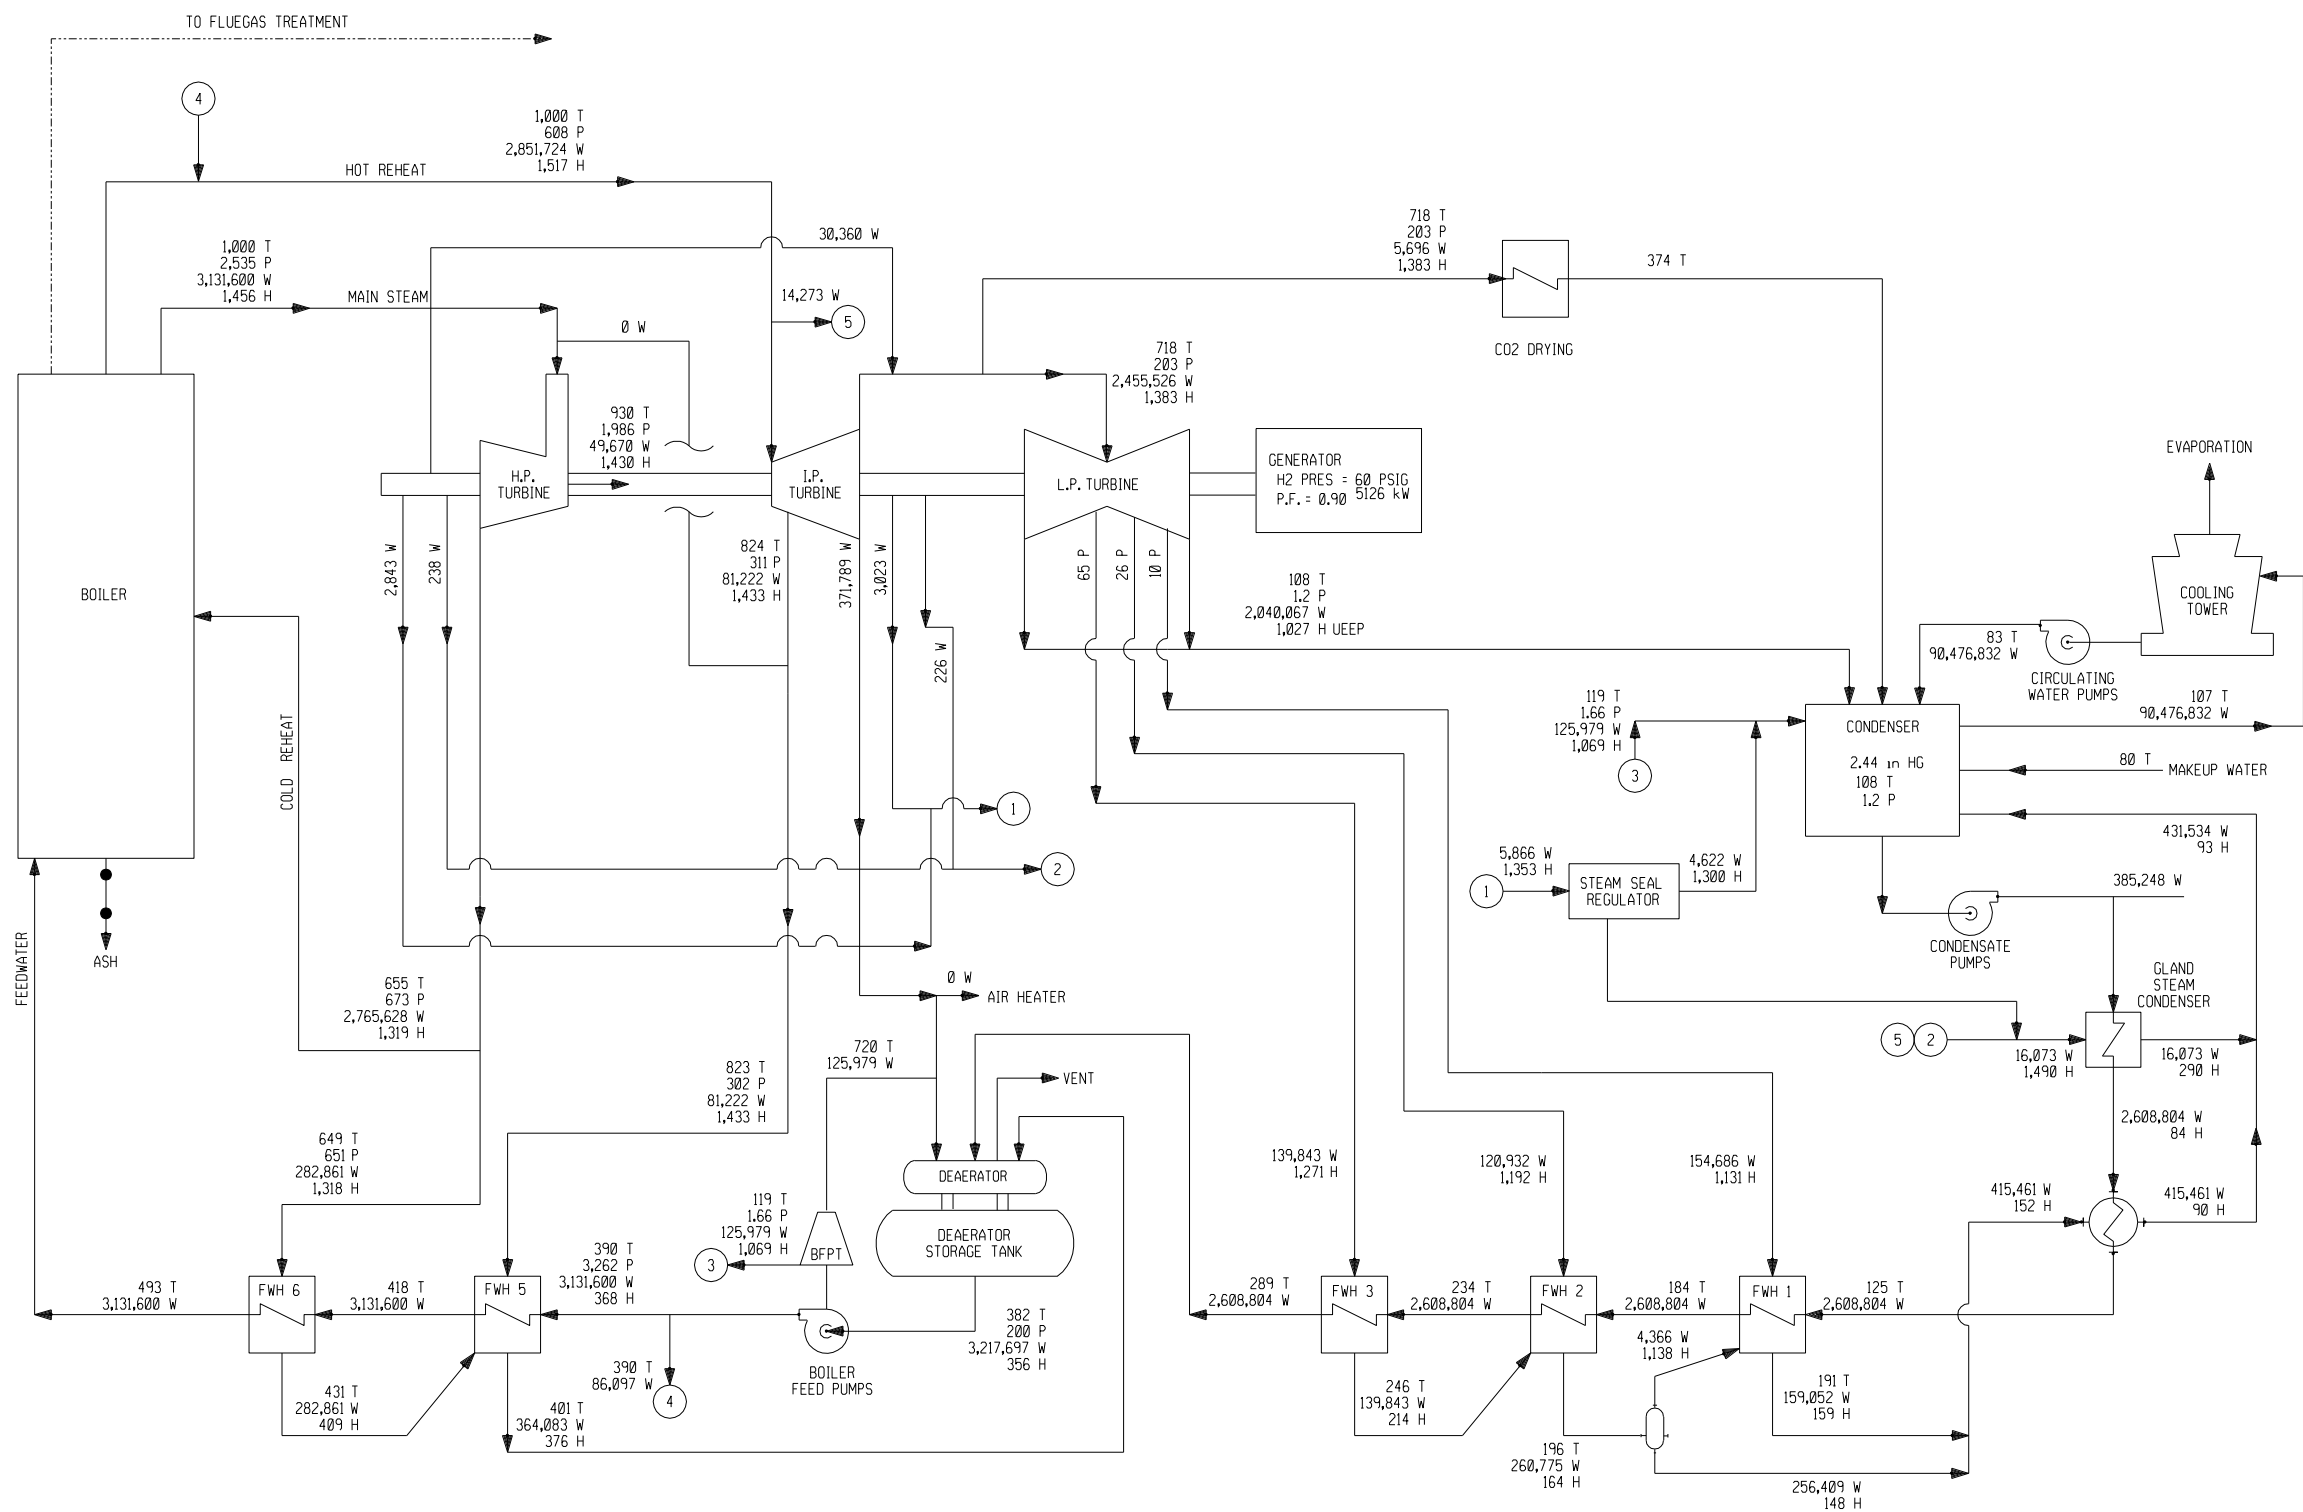 TO FLUEGAS TREATMENT
4
1,000 T
608 P
2,851,724 W
1,517 H
HOT REHEAT
1,000 T
2,535 P
3,131,600 W
1,456 H
MAIN STEAM
30,360 W
14,273 W
5
0 W
718 T
203 P
5,696 W
1,383 H
374 T
CO2 DRYING
718 T
203 P
2,455,526 W
1,383 H
930 T
1,986 P
49,670 W
1,430 H
H.P.
TURBINE
I.P.
TURBINE
L.P. TURBINE
GENERATOR
H2 PRES = 60 PSIG
P.F. = 0.90 5126 kW
EVAPORATION
COOLING
TOWER
BOILER
2,843 W
238 W
824 T
311 P
81,222 W
1,433 H
371,789 W
3,023 W
226 W
65 P
26 P
10 P
108 T
1.2 P
2,040,067 W
1,027 H UEEP
83 T
90,476,832 W
CIRCULATING
WATER PUMPS
107 T
90,476,832 W
119 T
1.66 P
125,979 W
1,069 H
3
CONDENSER
2.44 in HG
108 T
1.2 P
80 T
MAKEUP WATER
431,534 W
93 H
COLD REHEAT
1
2
5,866 W
1,353 H
1
STEAM SEAL
REGULATOR
4,622 W
1,300 H
385,248 W
CONDENSATE
PUMPS
GLAND
STEAM
CONDENSER
ASH
FEEDWATER
655 T
673 P
2,765,628 W
1,319 H
0 W
AIR HEATER
720 T
125,979 W
VENT
5
2
16,073 W
1,490 H
16,073 W
290 H
823 T
302 P
81,222 W
1,433 H
2,608,804 W
84 H
649 T
651 P
282,861 W
1,318 H
DEAERATOR
139,843 W
1,271 H
120,932 W
1,192 H
154,686 W
1,131 H
415,461 W
152 H
415,461 W
90 H
119 T
1.66 P
125,979 W
1,069 H
3
BFPT
DEAERATOR
STORAGE TANK
390 T
3,262 P
3,131,600 W
368 H
493 T
3,131,600 W
FWH 6
418 T
3,131,600 W
FWH 5
289 T
2,608,804 W
FWH 3
234 T
2,608,804 W
FWH 2
184 T
2,608,804 W
FWH 1
125 T
2,608,804 W
382 T
200 P
3,217,697 W
356 H
4,366 W
1,138 H
BOILER
FEED PUMPS
390 T
86,097 W
4
431 T
282,861 W
409 H
401 T
364,083 W
376 H
246 T
139,843 W
214 H
191 T
159,052 W
159 H
196 T
260,775 W
164 H
256,409 W
148 H